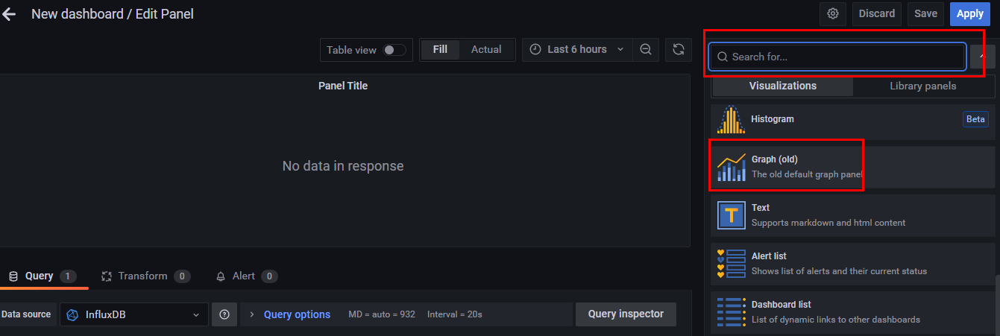 New dashboard / Edit Panel
Discard
Save
Apply
Table view
Fill
Actual
Last 6 hours
Search for...
Visualizations
Library panels
Panel Title
No data in response
Histogram
Beta
Graph (old)
The old default graph panel
T
Text
Supports markdown and html content
Alert list
Shows list of alerts and their current status
Dashboard list
List of dynamic links to other dashboards
Query 1
Transform 0
Alert 0
Data source
InfluxDB
Query options
MD = auto = 932
Interval = 20s
Query inspector